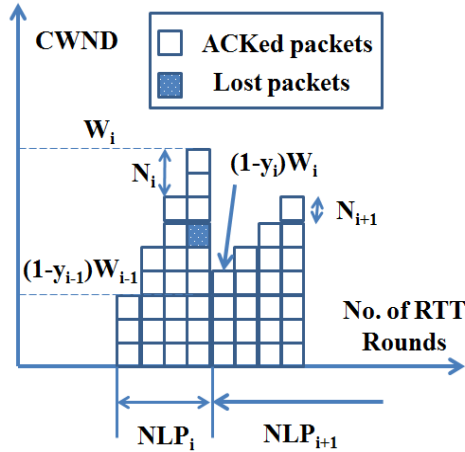 CWND
ACKed packets
Lost packets
Wᵢ
Nᵢ
(1-yᵢ)Wᵢ
Nᵢ₊₁
(1-yᵢ₋₁)Wᵢ₋₁
No. of RTT
Rounds
NLPᵢ
NLPᵢ₊₁